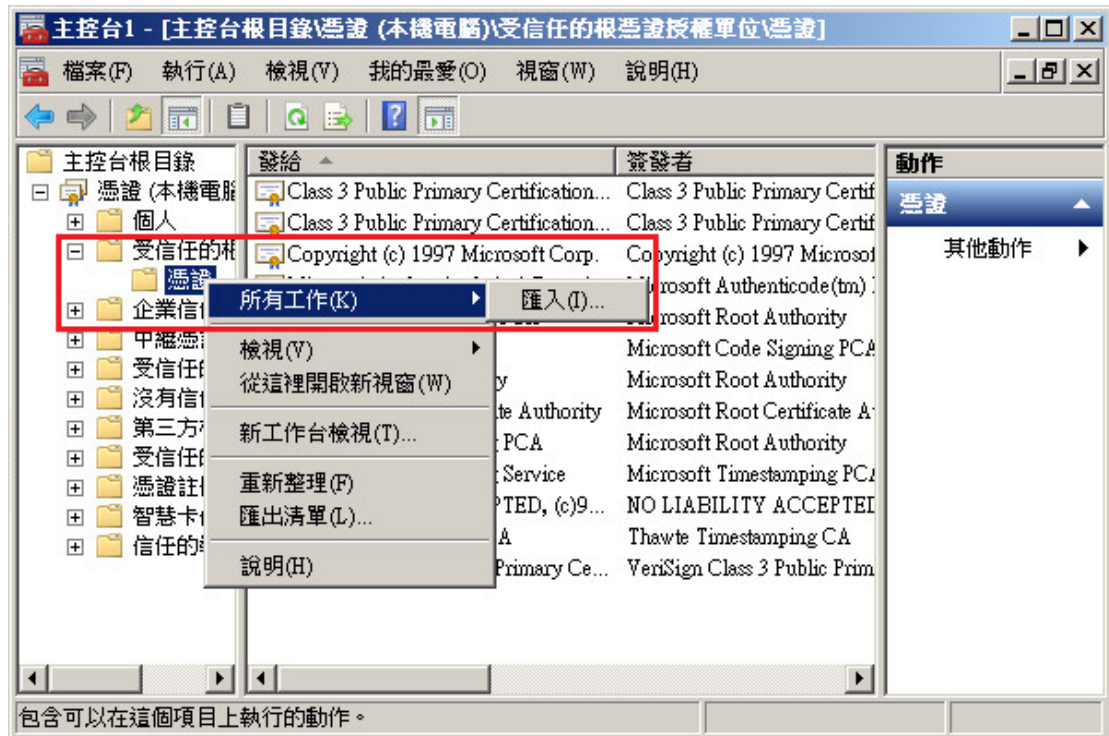 主控台1 - [主控台根目錄\憑證 (本機電腦)\受信任的根憑證授權單位\憑證]
檔案(F) 執行(A) 檢視(V) 我的最愛(O) 視窗(W) 說明(H)
主控台根目錄
憑證 (本機電腦
個人
受信任的根
憑證
企業信
中繼憑
受信任
沒有信
第三方
受信任
憑證註
智慧卡
信任的
所有工作(K)
匯入(I)...
檢視(V)
從這裡開啟新視窗(W)
新工作台檢視(T)...
重新整理(F)
匯出清單(L)...
說明(H)
發給 簽發者
Class 3 Public Primary Certification... Class 3 Public Primary Certif
Class 3 Public Primary Certification... Class 3 Public Primary Certif
Copyright (c) 1997 Microsoft Corp. Copyright (c) 1997 Microsof
rosoft Authenticode(tm)
rosoft Root Authority
Microsoft Code Signing PCA
y Microsoft Root Authority
te Authority Microsoft Root Certificate A
PCA Microsoft Root Authority
Service Microsoft Timestamping PCA
PTED, (c)9... NO LIABILITY ACCEPTED
A Thawte Timestamping CA
Primary Ce... VeriSign Class 3 Public Prim
動作
憑證
其他動作
包含可以在這個項目上執行的動作。